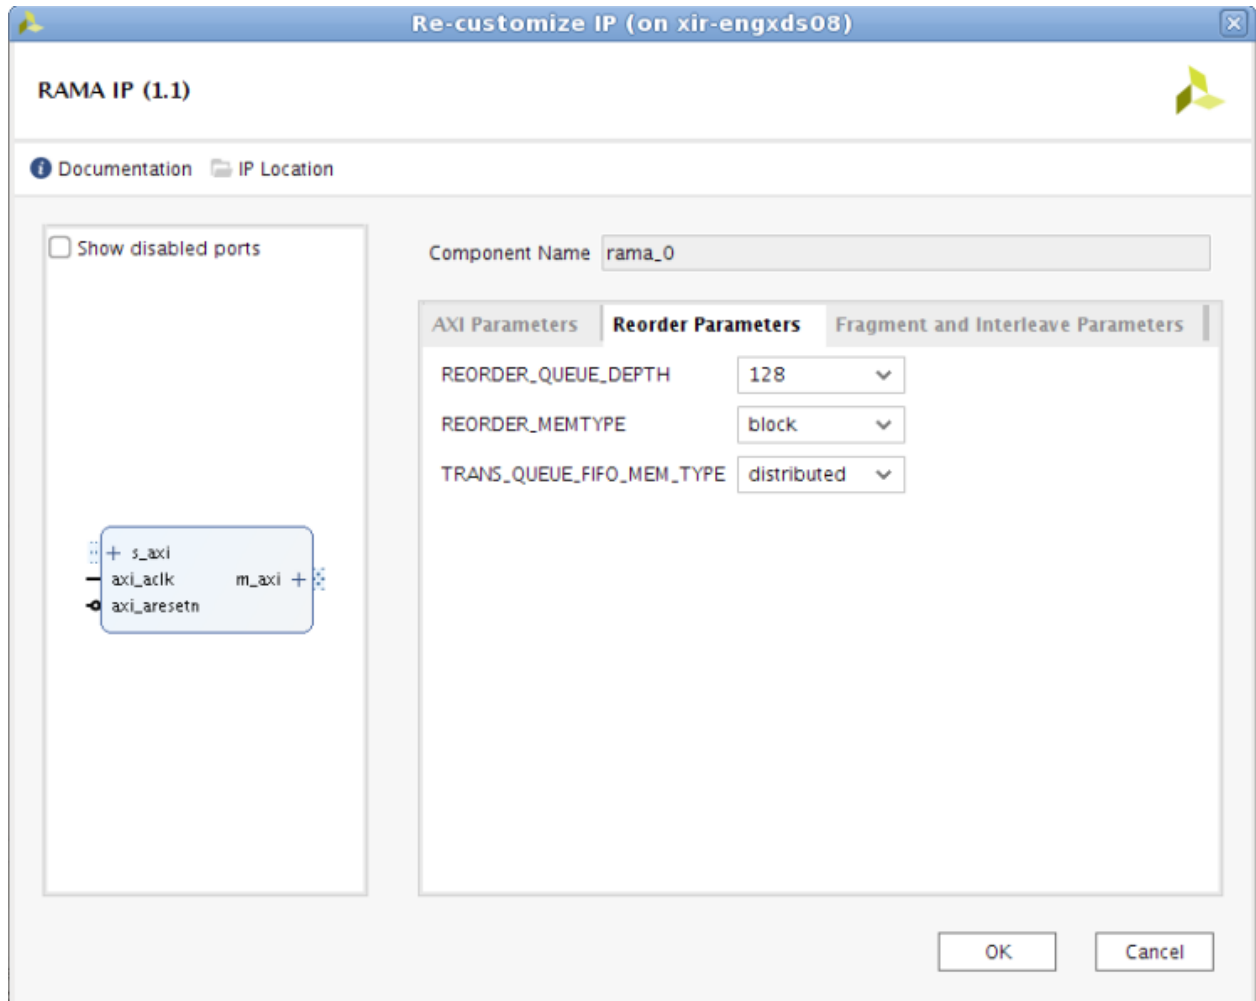 Re-customize IP (on xir-engxds08)
RAMA IP (1.1)
Documentation IP Location
Show disabled ports
Component Name rama_0
AXI Parameters Reorder Parameters Fragment and Interleave Parameters
REORDER_QUEUE_DEPTH 128
REORDER_MEMTYPE block
TRANS_QUEUE_FIFO_MEM_TYPE distributed
s_axi
axi_aclk m_axi
axi_aresetn
OK Cancel